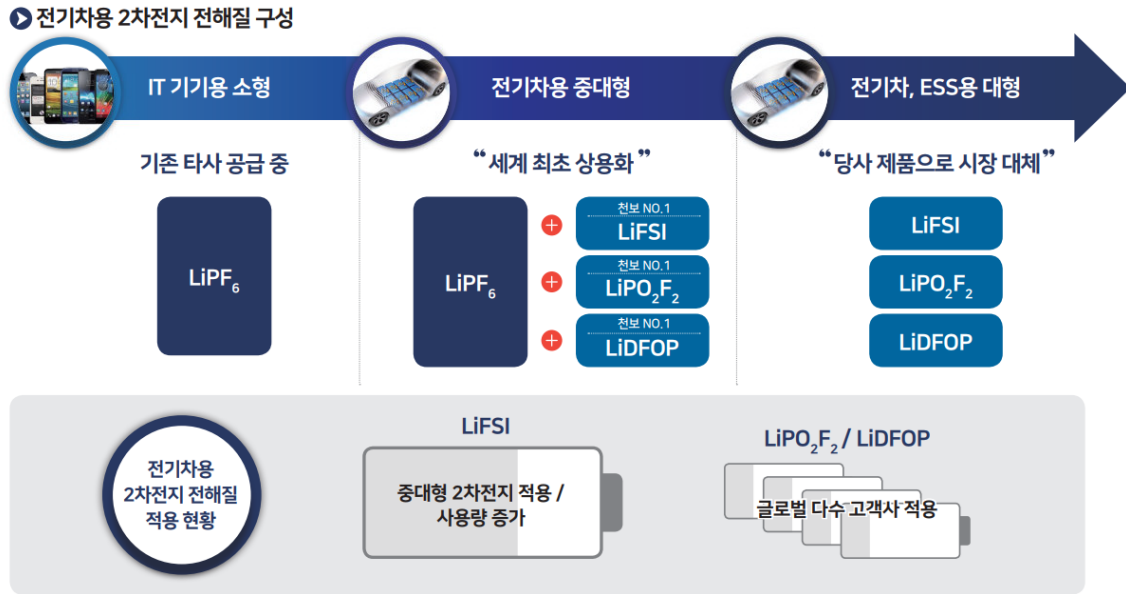 전기차용 2차전지 전해질 구성
IT 기기용 소형
전기차용 중대형
전기차, ESS용 대형
기존 타사 공급 중
“세계 최초 상용화”
“당사 제품으로 시장 대체”
LiPF₆
LiPF₆
+
천보 NO.1
LiFSI
+
천보 NO.1
LiPO₂F₂
+
천보 NO.1
LiDFOP
LiFSI
LiPO₂F₂
LiDFOP
전기차용
2차전지 전해질
적용 현황
LiFSI
중대형 2차전지 적용 /
사용량 증가
LiPO₂F₂ / LiDFOP
글로벌 다수 고객사 적용